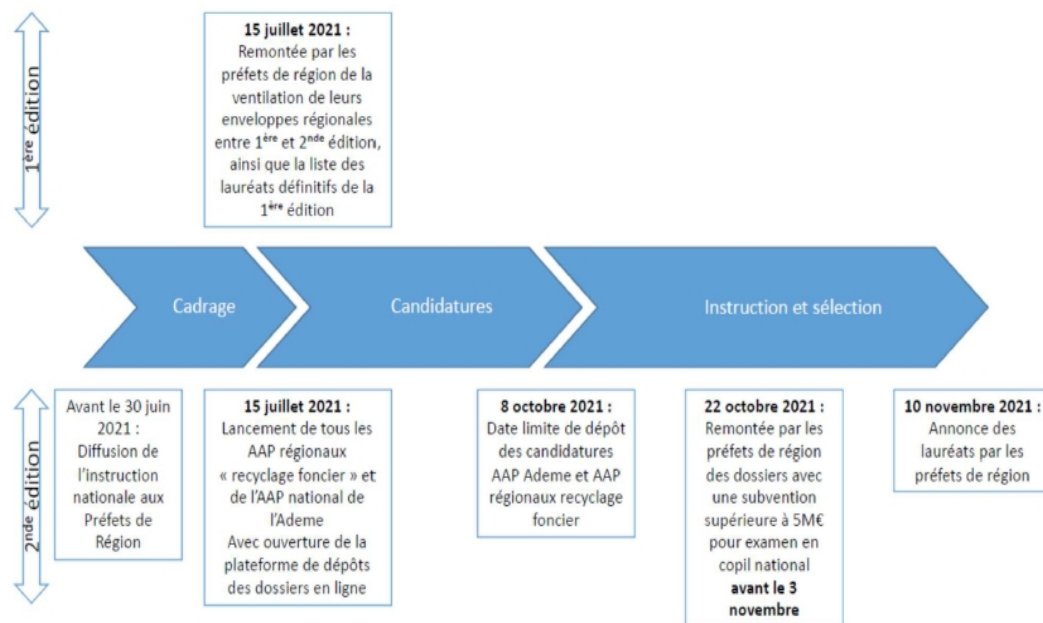 1ère édition
15 juillet 2021 :
Remontée par les
préfets de région de la
ventilation de leurs
enveloppes régionales
entre 1ère et 2nde édition,
ainsi que la liste des
lauréats définitifs de la
1ère édition
Cadrage
Candidatures
Instruction et sélection
2nde édition
Avant le 30 juin
2021 :
Diffusion de
l'instruction
nationale aux
Préfets de
Région
15 juillet 2021 :
Lancement de tous les
AAP régionaux
« recyclage foncier » et
de l'AAP national de
l'Ademe
Avec ouverture de la
plateforme de dépôts
des dossiers en ligne
8 octobre 2021 :
Date limite de dépôt
des candidatures
AAP Ademe et AAP
régionaux recyclage
foncier
22 octobre 2021 :
Remontée par les
préfets de région
des dossiers avec
une subvention
supérieure à 5M€
pour examen en
copil national
avant le 3
novembre
10 novembre 2021 :
Annonce des
lauréats par les
préfets de région